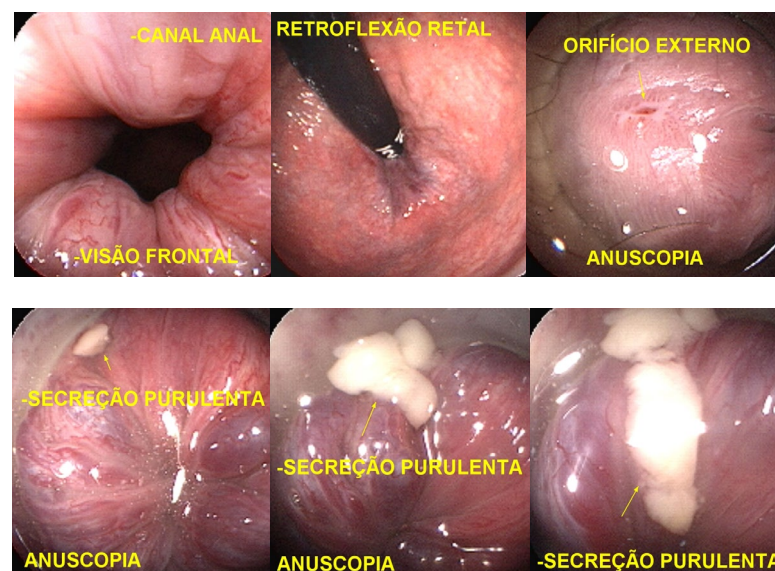 -CANAL ANAL
-VISÃO FRONTAL
RETROFLEXÃO RETAL
ORIFÍCIO EXTERNO
ANUSCOPIA
-SECREÇÃO PURULENTA
ANUSCOPIA
-SECREÇÃO PURULENTA
ANUSCOPIA
-SECREÇÃO PURULENTA